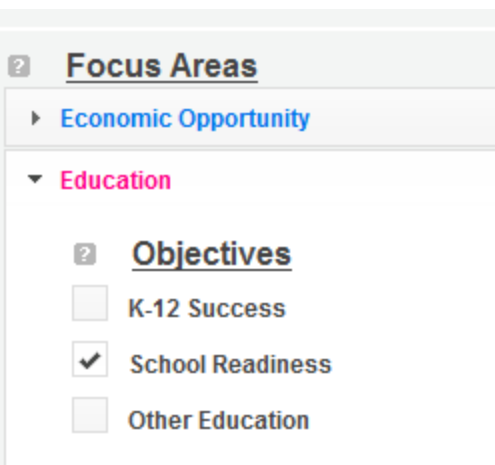 ? Focus Areas
Economic Opportunity
Education
? Objectives
K-12 Success
School Readiness
Other Education